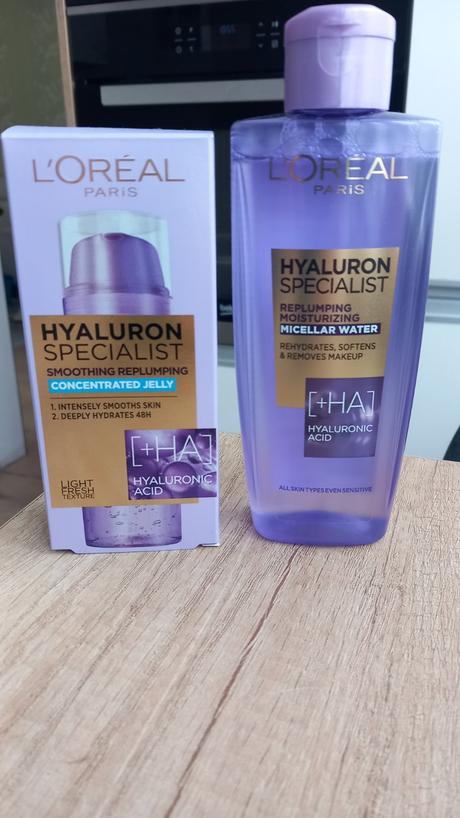 L'ORÉAL
PARIS
HYALURON
SPECIALIST
SMOOTHING REPLUMPING
CONCENTRATED JELLY
1. INTENSELY SMOOTHS SKIN
2. DEEPLY HYDRATES 48H
[+HA]
HYALURONIC
ACID
LIGHT
FRESH
TEXTURE
L'ORÉAL
PARIS
HYALURON
SPECIALIST
REPLUMPING
MOISTURIZING
MICELLAR WATER
REHYDRATES, SOFTENS
& REMOVES MAKEUP
[+HA]
HYALURONIC
ACID
ALL SKIN TYPES EVEN SENSITIVE